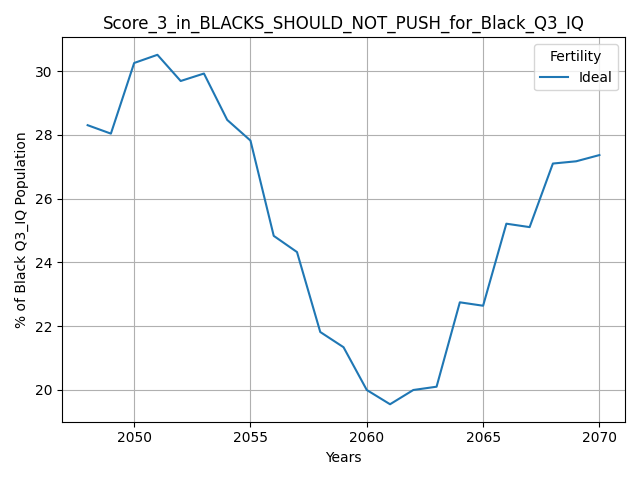 Score_3_in_BLACKS_SHOULD_NOT_PUSH_for_Black_Q3_IQ
Fertility
Ideal
% of Black Q3_IQ Population
30
28
26
24
22
20
2050 2055 2060 2065 2070
Years